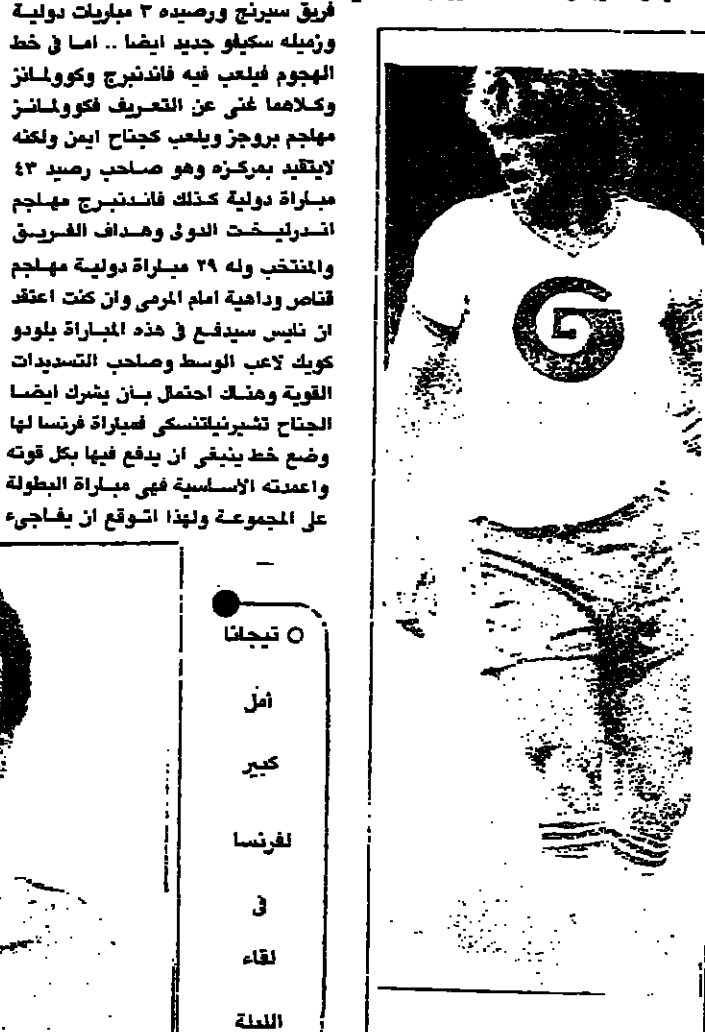 فريق سيرنج ورصيده ٣ مباريات دولية
وزميله سكيفو جديد ايضا .. اما في خط
الهجوم فيلعب فيه فاندنبرج وكوولمانز
وكلاهما غنى عن التعريف فكوولمانز
مهاجم بروجز ويلعب كجناح ايمن ولكنه
لايتقيد بمركزه وهو صاحب رصيد ٤٣
مباراة دولية كذلك فاندنبرج مهاجم
اندرليخت الدولى وهداف الفريق
والمنتخب وله ٢٩ مباراة دولية مهاجم
قناص وداهية امام المرمى وان كنت اعتقد
ان تايس سيدفع في هذه المباراة بلودو
كويك لاعب الوسط وصاحب التسديدات
القوية وهناك احتمال بأن يشرك ايضا
الجناح تشيرنياتنسكى فمباراة فرنسا لها
وضع خط ينبغى ان يدفع فيها بكل قوته
واعمدته الاساسية فهى مباراة البطولة
على المجموعة ولهذا اتوقع ان يفاجىء
G
تيجانا
أمل
كبير
لفرنسا
فى
لقاء
الليلة